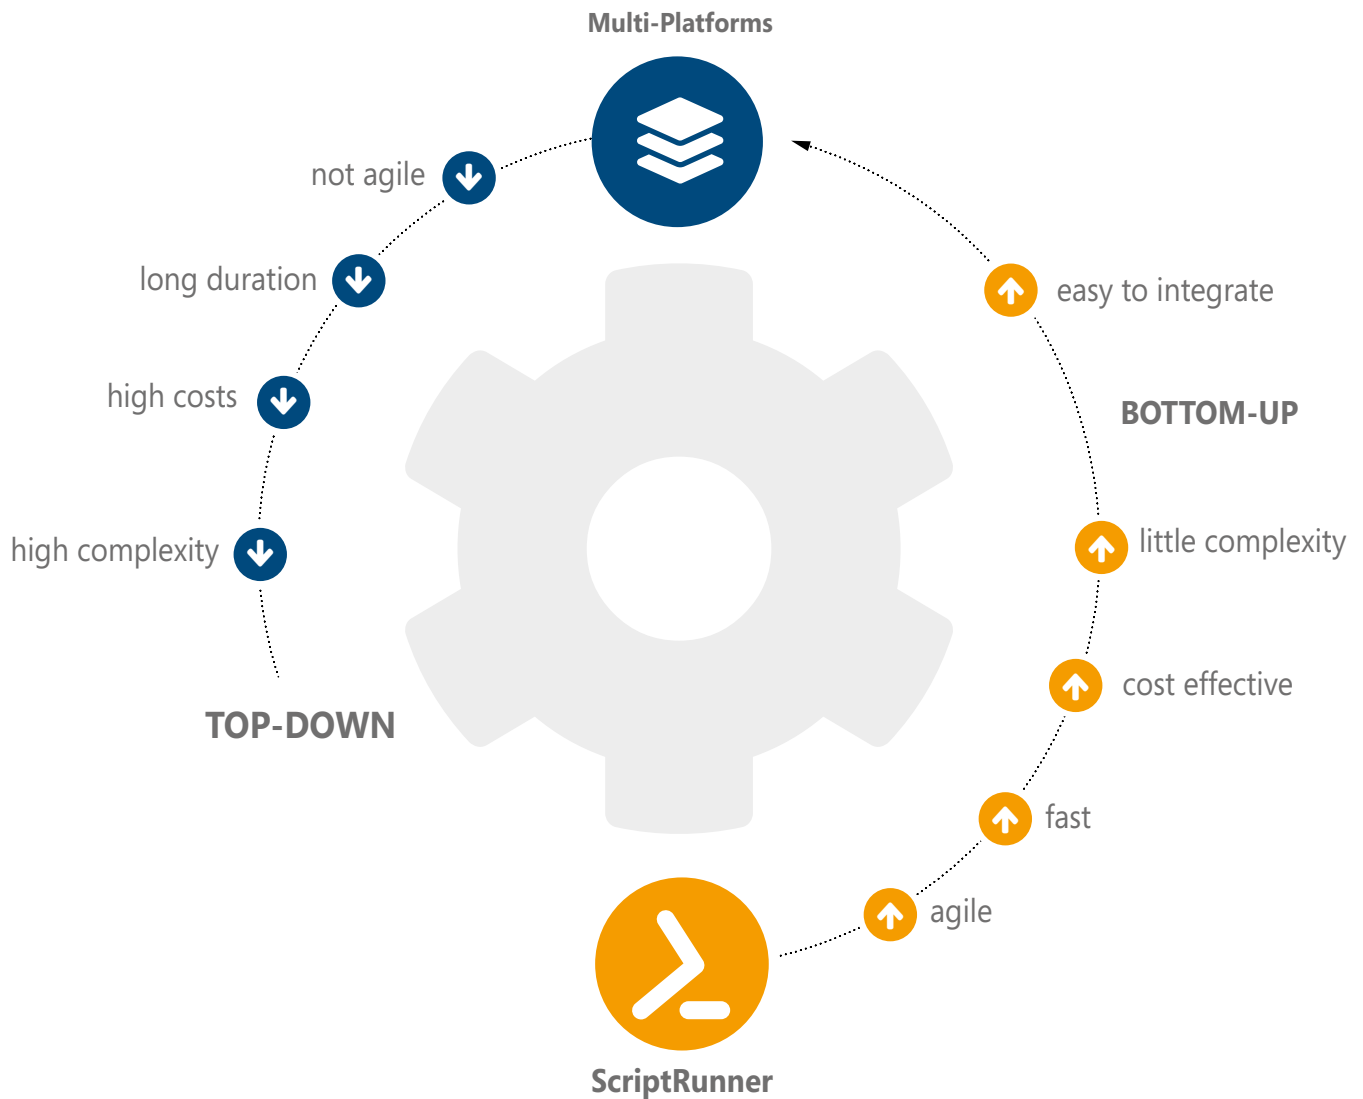 Multi-Platforms
not agile
long duration
high costs
high complexity
TOP-DOWN
easy to integrate
BOTTOM-UP
little complexity
cost effective
fast
agile
ScriptRunner